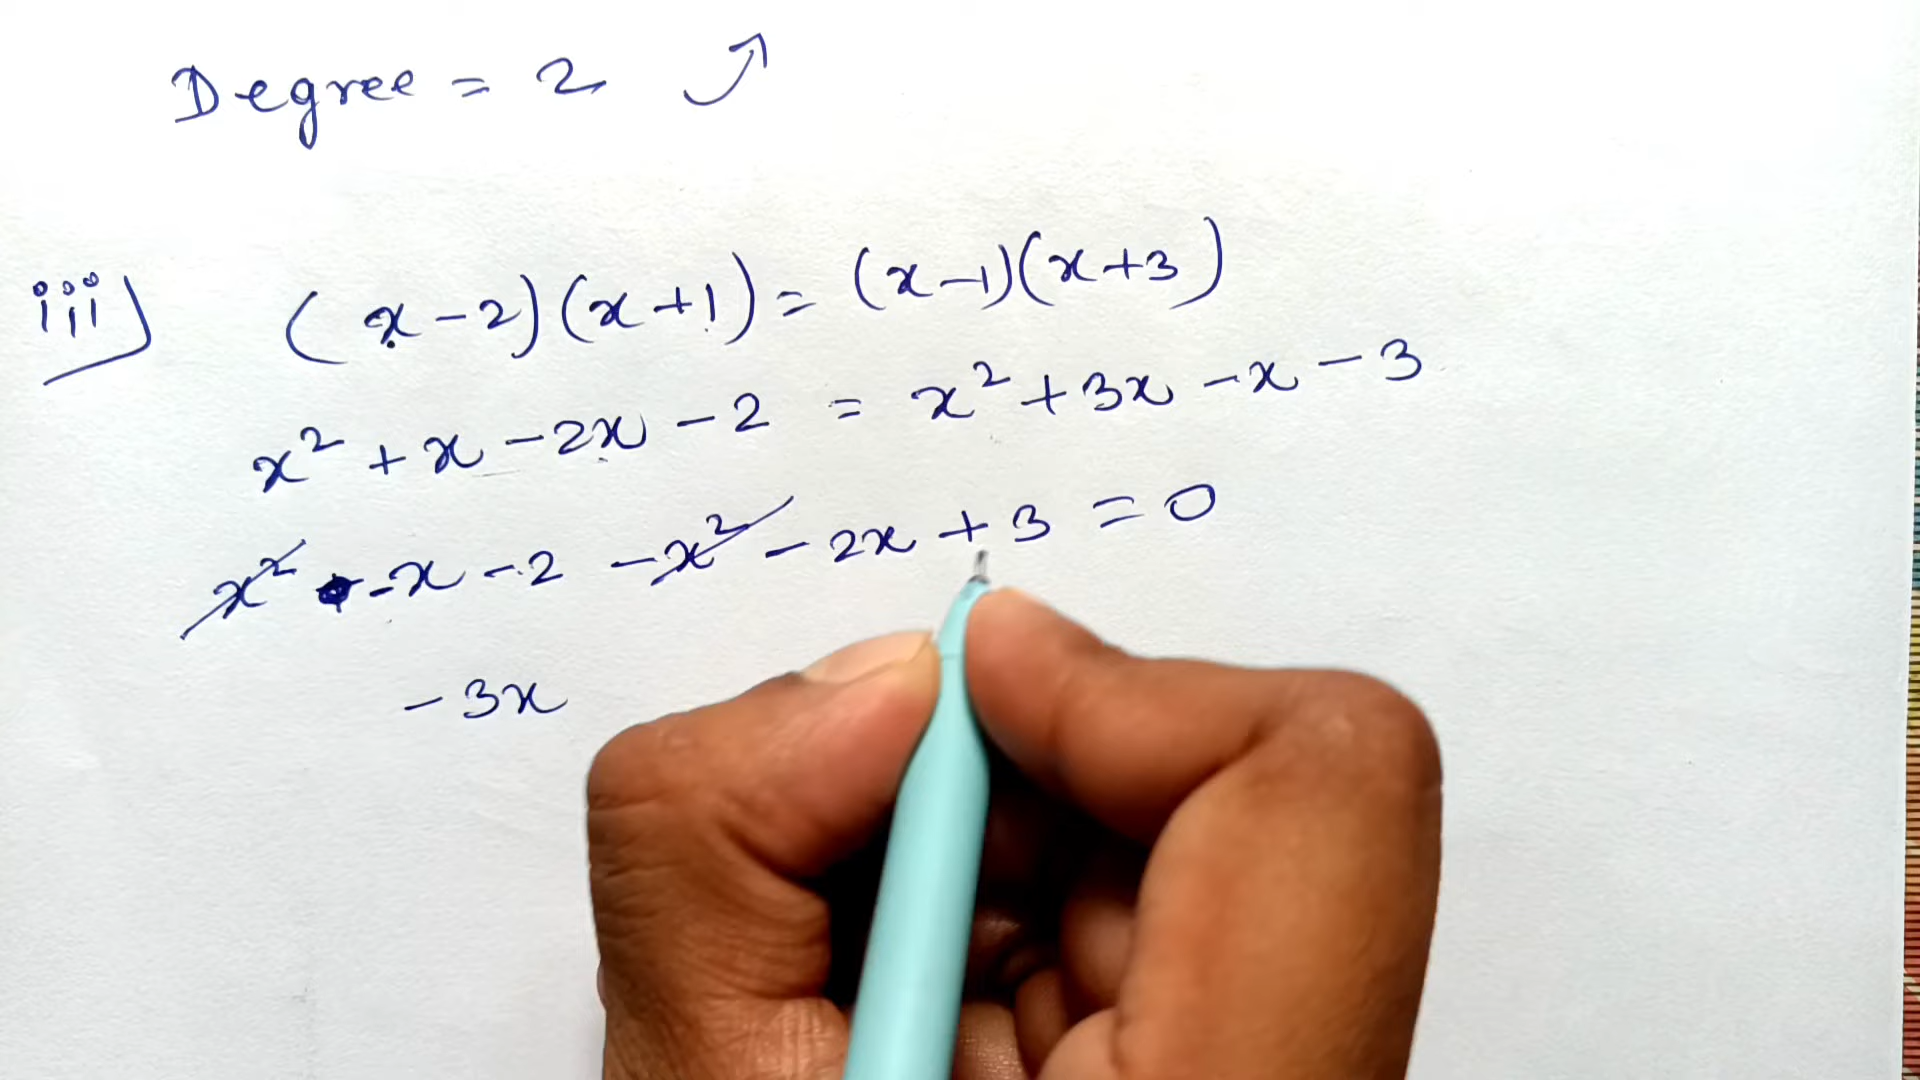 Degree = 2
iii) (x-2)(x+1) = (x-1)(x+3)
x² + x - 2x - 2 = x² + 3x - x - 3
x² - x - 2 - x² - 2x + 3 = 0
- 3x